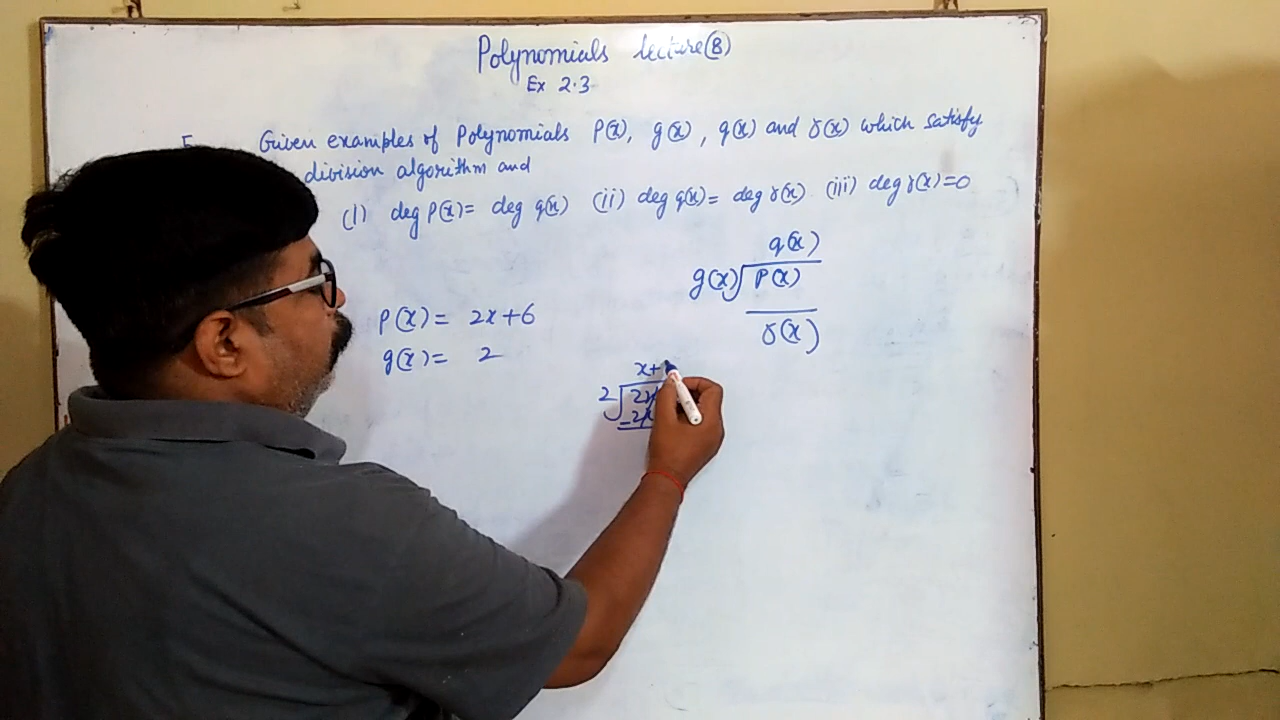 Polynomials lecture (8)
Ex 2.3
Given examples of Polynomials P(x), g(x), q(x) and r(x) which satisfy
division algorithm and
(I) deg P(x) = deg q(x) (ii) deg q(x) = deg r(x) (iii) deg r(x) = 0
q(x)
g(x) P(x)
r(x)
P(x) = 2x+6
g(x) = 2
x+
2 2x
-2x